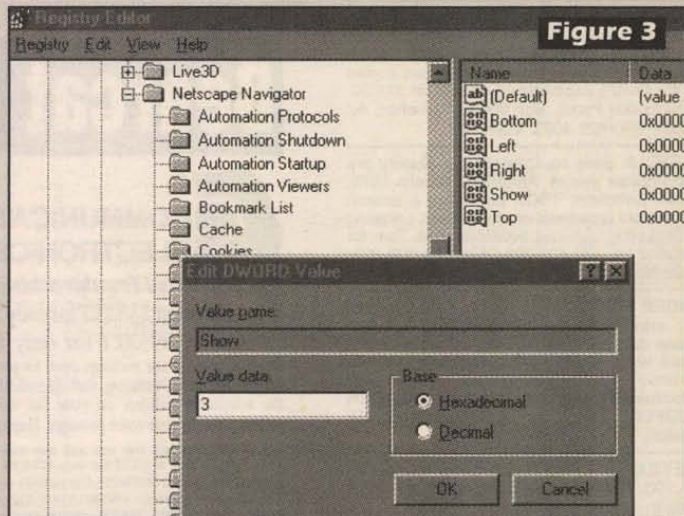 Registry Editor
Figure 3
Registry Edit View Help
Name Data
Live3D
Netscape Navigator
Automation Protocols
Automation Shutdown
Automation Startup
Automation Viewers
Bookmark List
Cache
Cookies
(Default) (value
Bottom 0x0000
Left 0x0000
Right 0x0000
Show 0x0000
Top 0x0000
Edit DWORD Value
Value name:
Show
Value data:
3
Base
Hexadecimal
Decimal
OK Cancel